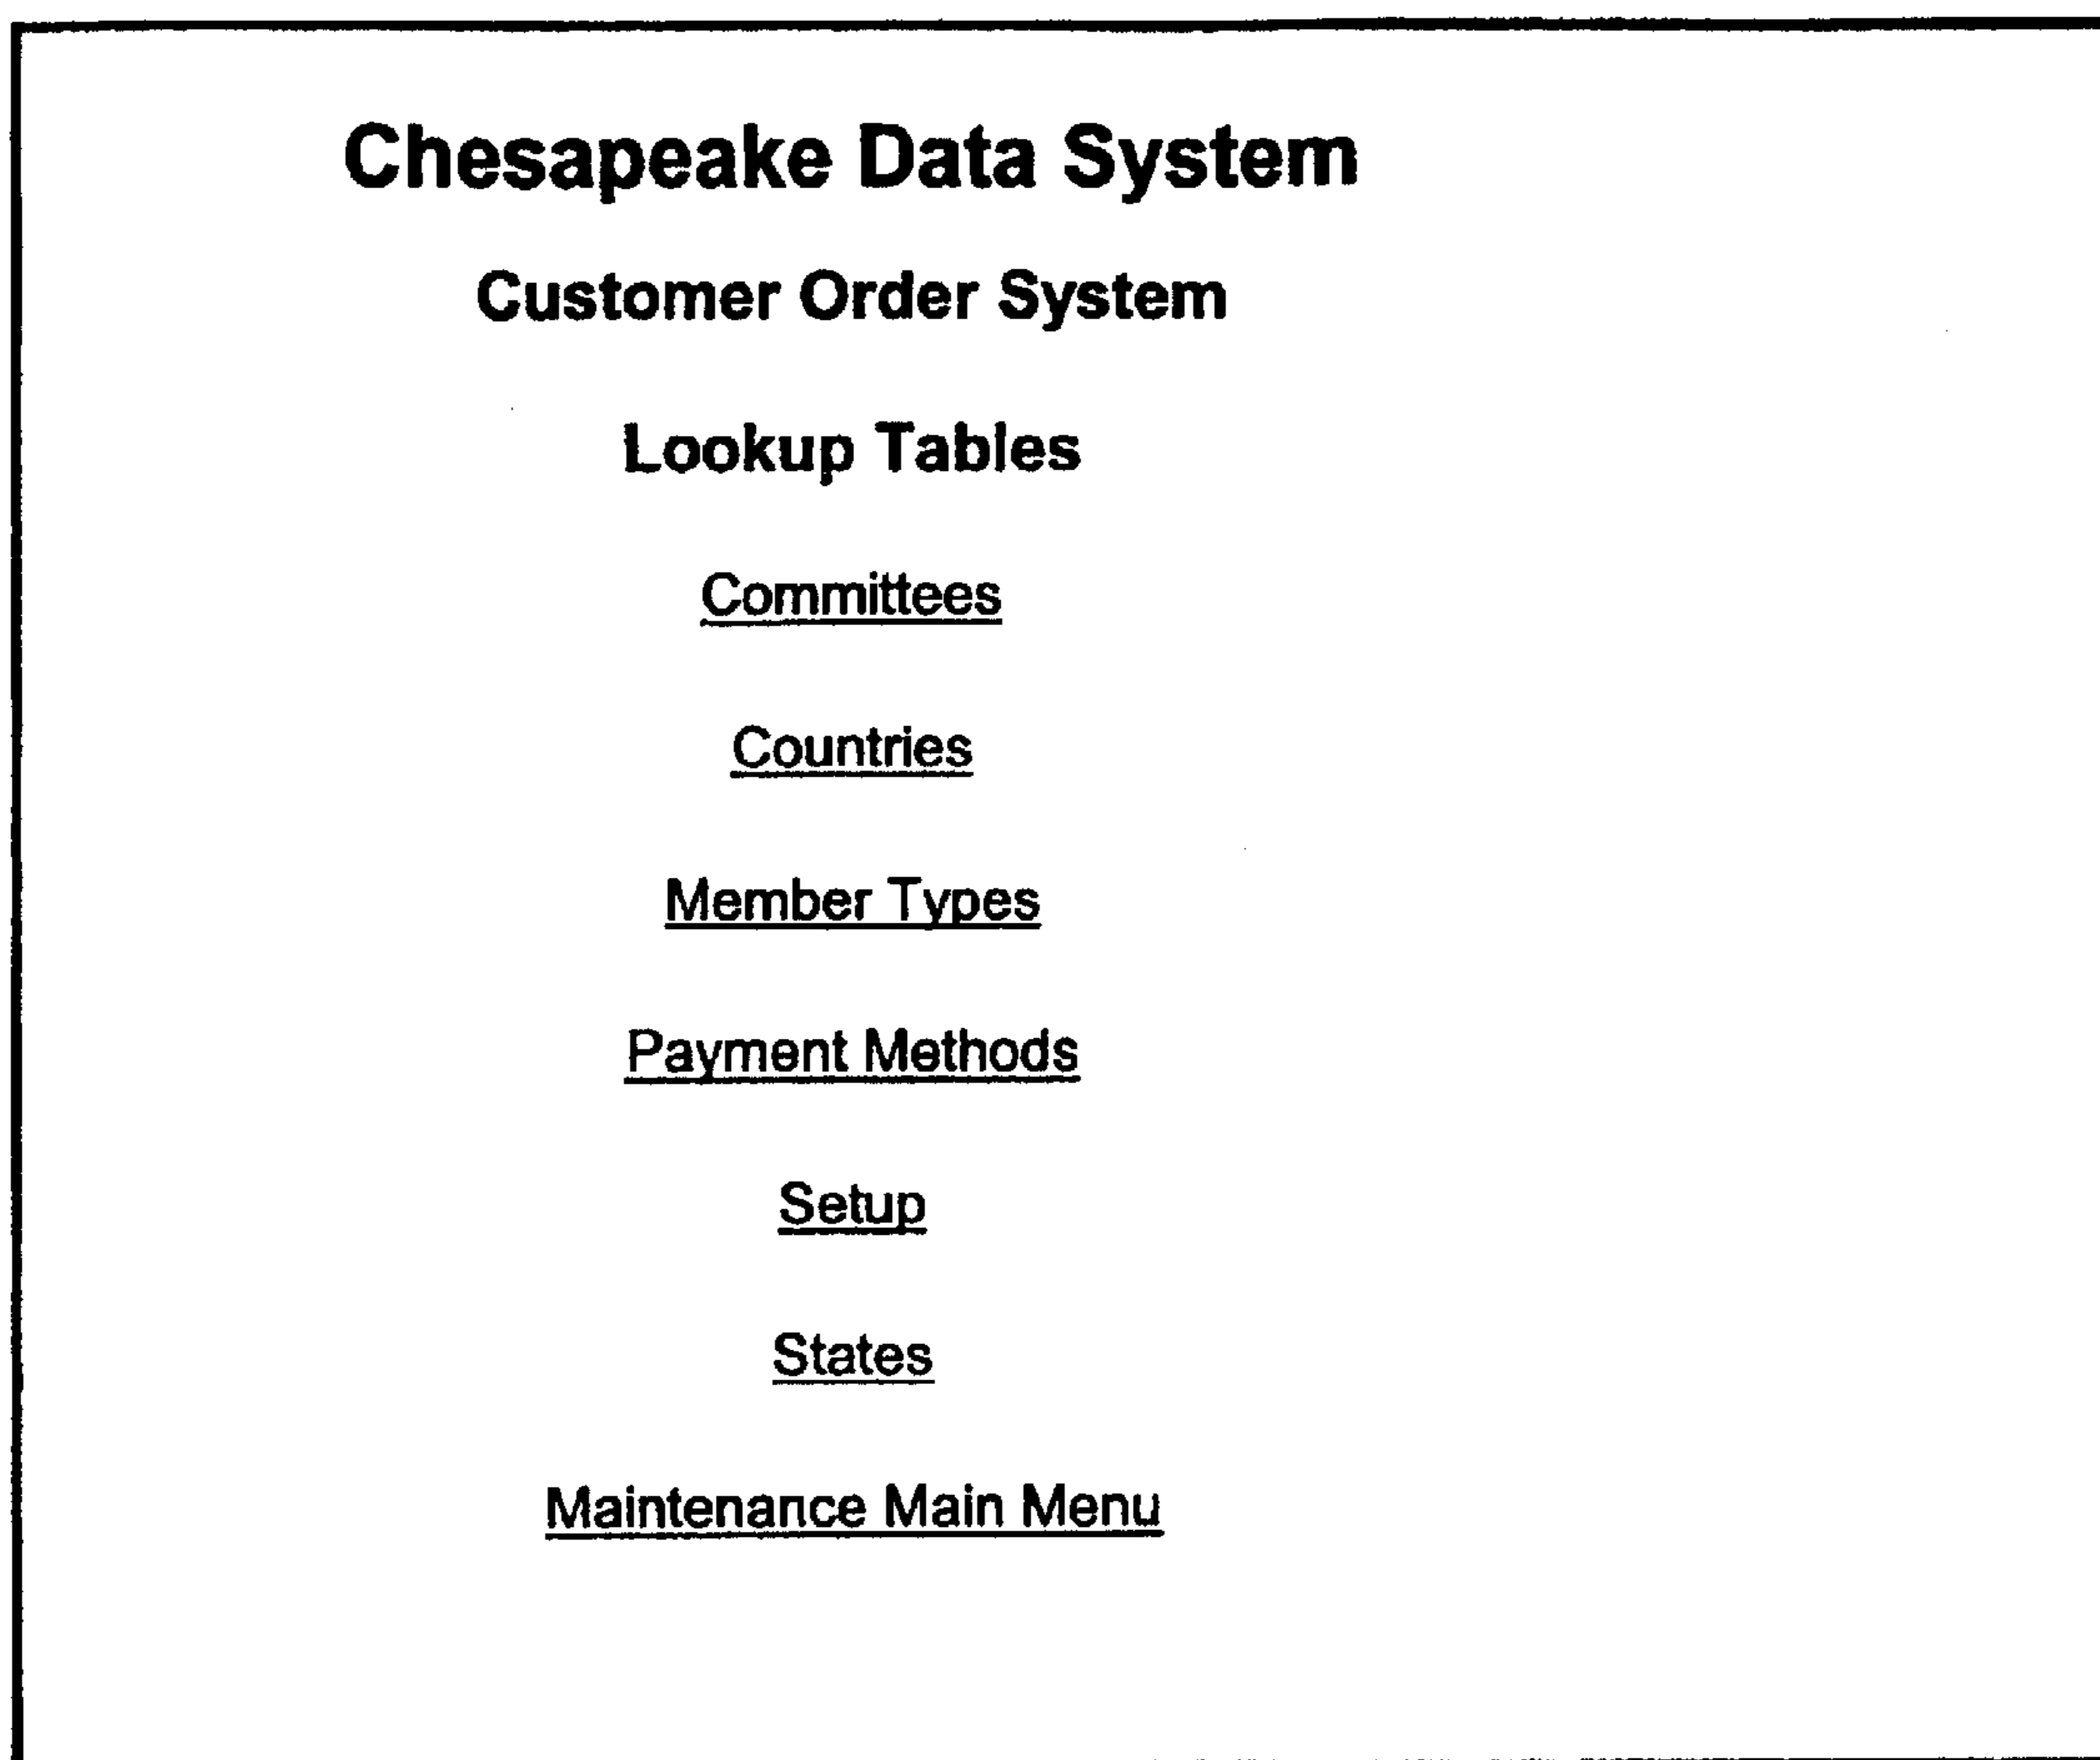 Chesapeake Data System
Customer Order System
Lookup Tables
Committees
Countries
Member Types
Payment Methods
Setup
States
Maintenance Main Menu